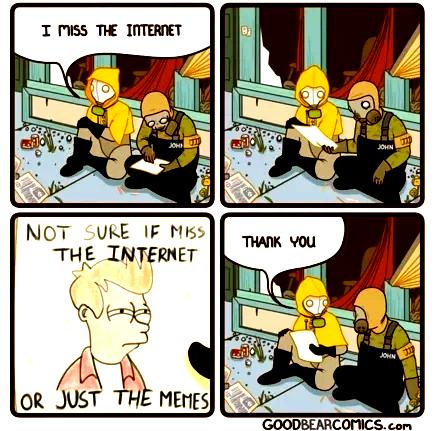 I MISS THE INTERNET
JOHN
JOHN
NOT SURE IF MISS
THE INTERNET
OR JUST THE MEMES
THANK YOU
JOHN
GOODBEARCOMICS.com